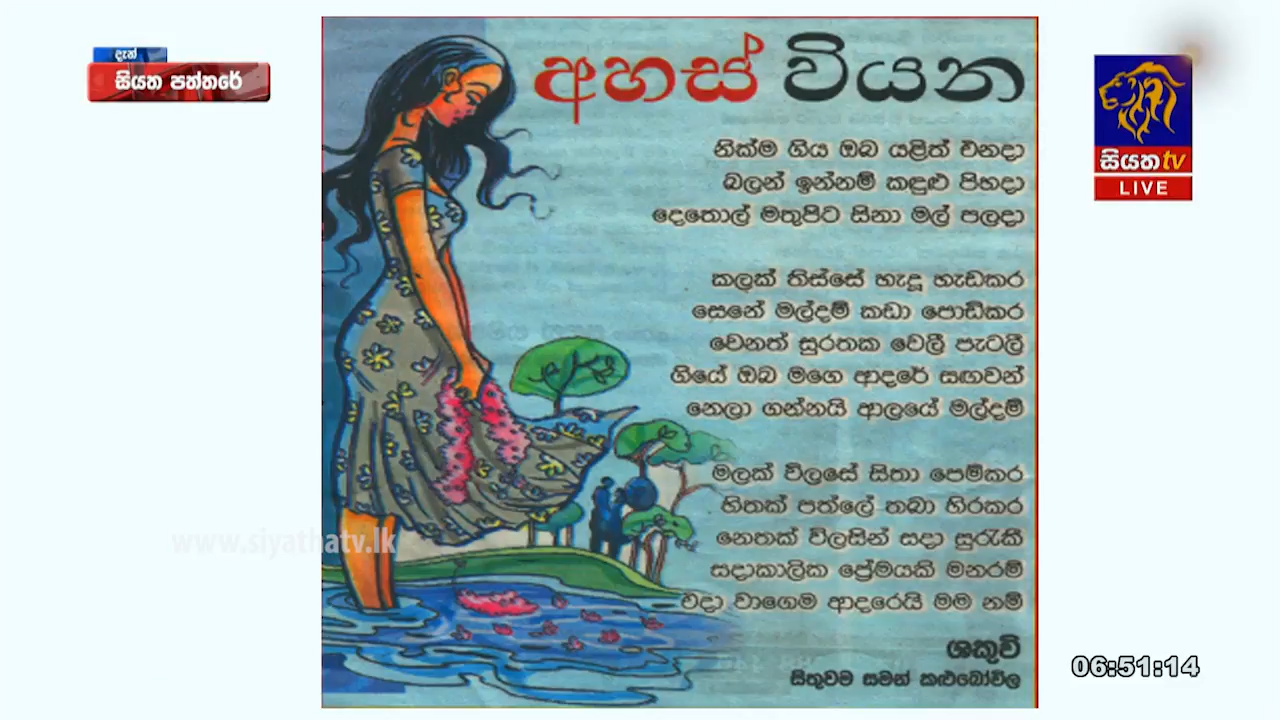 දැන්
සියත පත්තරේ
අහස් වියන
නික්ම ගිය ඔබ යළිත් එනදා
බලන් ඉන්නම් කඳුළු පිහදා
දෙතොල් මතුපිට සිනා මල් පලදා
කලක් තිස්සේ හැදූ හැඩකර
සෙනේ මල්දම් කඩා පොඩිකර
වෙනත් සුරතක වෙලී පැටලී
ගියේ ඔබ මගෙ ආදරේ සඟවන්
නෙලා ගන්නයි ආලයේ මල්දම්
මලක් විලසේ සිතා පෙම්කර
හිතක් පත්ලේ තබා හිරකර
නෙතක් විලසින් සදා සුරැකී
සදාකාලික ප්‍රේමයකි මනරම්
එදා වාගෙම ආදරෙයි මම නම්
ශකුවි
සිතුවම සමන් කළුබෝවිල
සියත tv
LIVE
www.siyathatv.lk
06:51:14